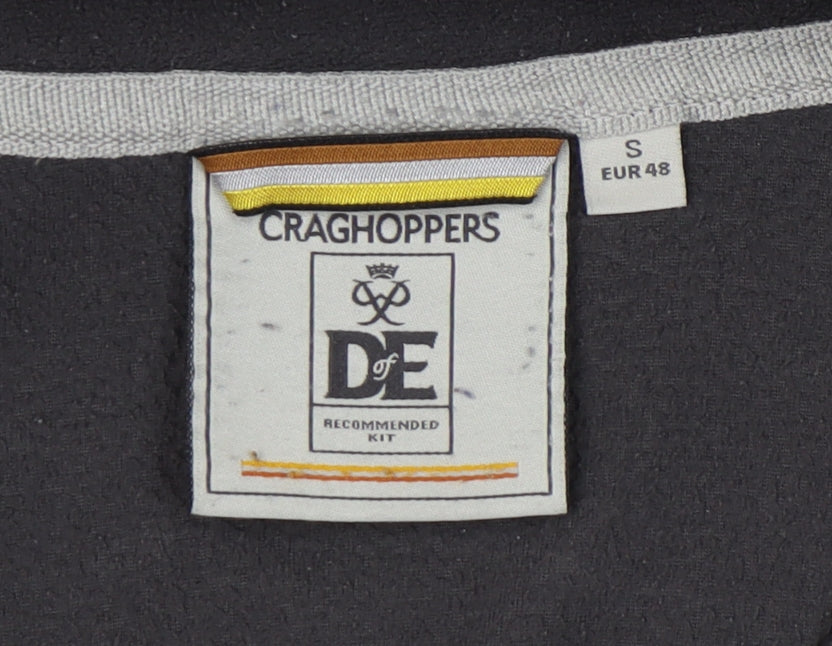 S
EUR 48
CRAGHOPPERS
DofE
RECOMMENDED
KIT